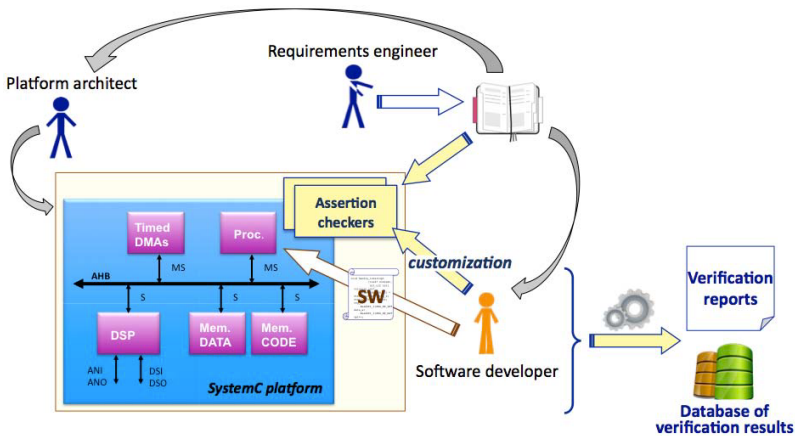 Requirements engineer
Platform architect
Assertion
checkers
Timed
DMAs
Proc.
MS
MS
AHB
customization
SW
S
S
S
DSP
Mem.
DATA
Mem.
CODE
ANI
ANO
DSI
DSO
SystemC platform
Software developer
Verification
reports
Database of
verification results